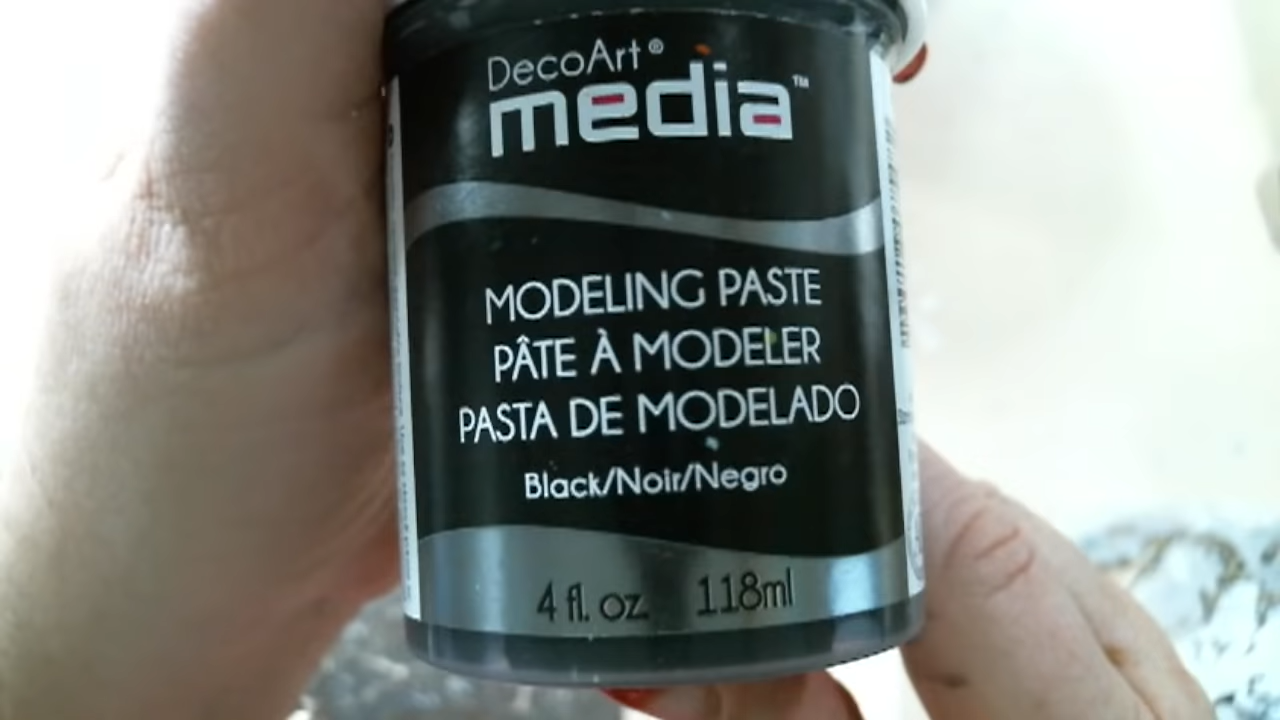 DecoArt®
media™
MODELING PASTE
PÂTE À MODELER
PASTA DE MODELADO
Black/Noir/Negro
4 fl. oz. 118ml